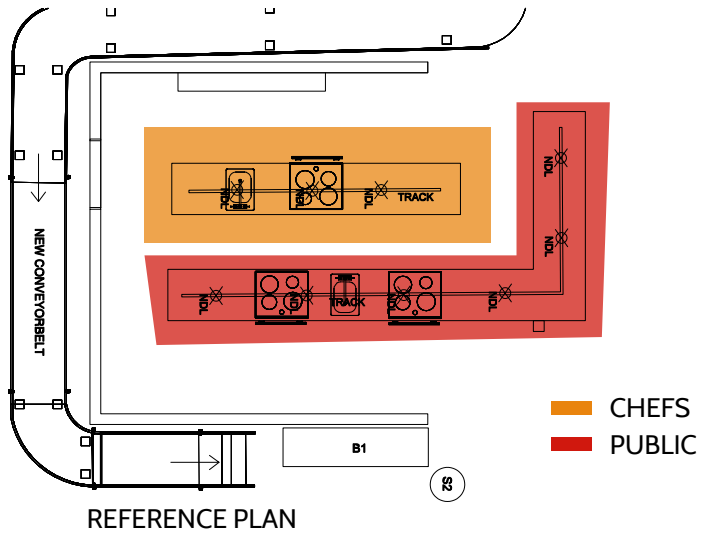 NDL
NDL
NDL
TRACK
NDL
NDL
NDL
NDL
TRACK
NDL
NDL
NEW CONVEYORBELT
CHEFS
PUBLIC
B1
S2
REFERENCE PLAN